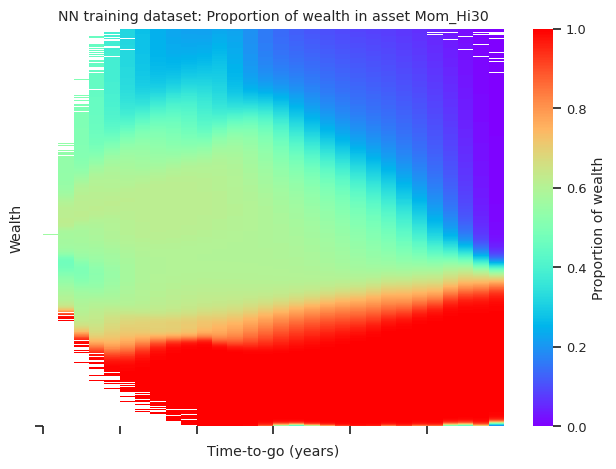 NN training dataset: Proportion of wealth in asset Mom_Hi30
1.0
0.8
0.6
0.4
0.2
0.0
Proportion of wealth
Wealth
Time-to-go (years)